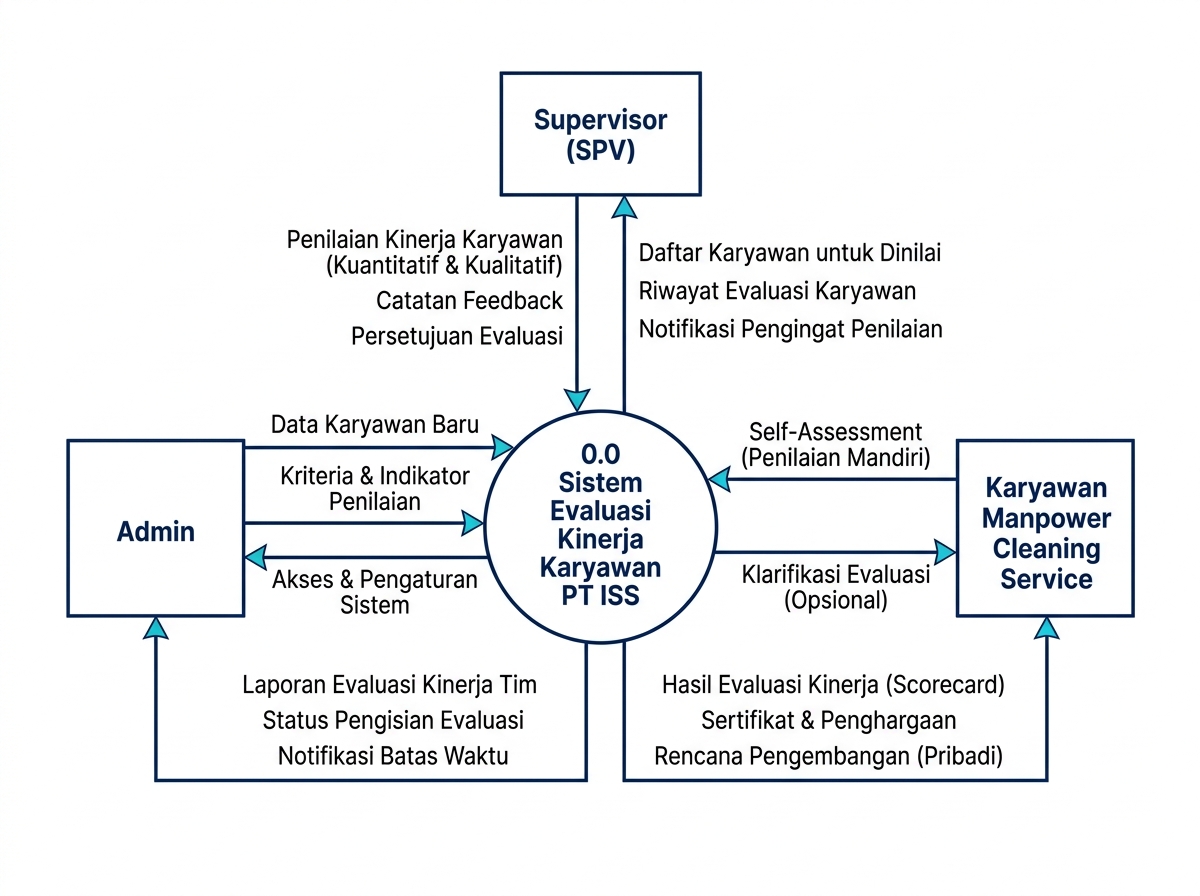 Supervisor
(SPV)
Penilaian Kinerja Karyawan
(Kuantitatif & Kualitatif)
Catatan Feedback
Persetujuan Evaluasi
Daftar Karyawan untuk Dinilai
Riwayat Evaluasi Karyawan
Notifikasi Pengingat Penilaian
Admin
Data Karyawan Baru
Kriteria & Indikator
Penilaian
Akses & Pengaturan
Sistem
0.0
Sistem
Evaluasi
Kinerja
Karyawan
PT ISS
Self-Assessment
(Penilaian Mandiri)
Klarifikasi Evaluasi
(Opsional)
Karyawan
Manpower
Cleaning
Service
Laporan Evaluasi Kinerja Tim
Status Pengisian Evaluasi
Notifikasi Batas Waktu
Hasil Evaluasi Kinerja (Scorecard)
Sertifikat & Penghargaan
Rencana Pengembangan (Pribadi)